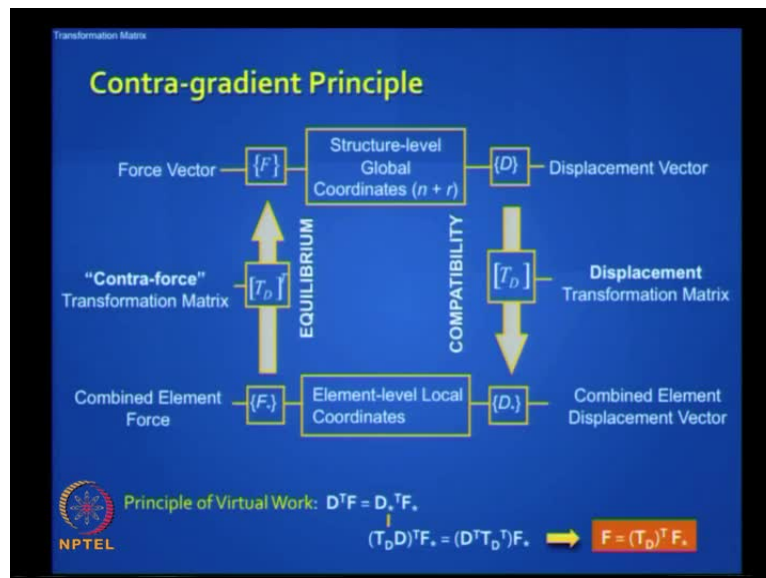 Transformation Matrix
Contra-gradient Principle
Force Vector
{F}
Structure-level
Global
Coordinates (n + r)
{D}
Displacement Vector
EQUILIBRIUM
COMPATIBILITY
"Contra-force"
Transformation Matrix
[T_D]^T
[T_D]
Displacement
Transformation Matrix
Combined Element
Force
{F*}
Element-level Local
Coordinates
{D*}
Combined Element
Displacement Vector
Principle of Virtual Work: D^T F = D*^T F*
(T_D D)^T F* = (D^T T_D^T)F*
F = (T_D)^T F*
NPTEL